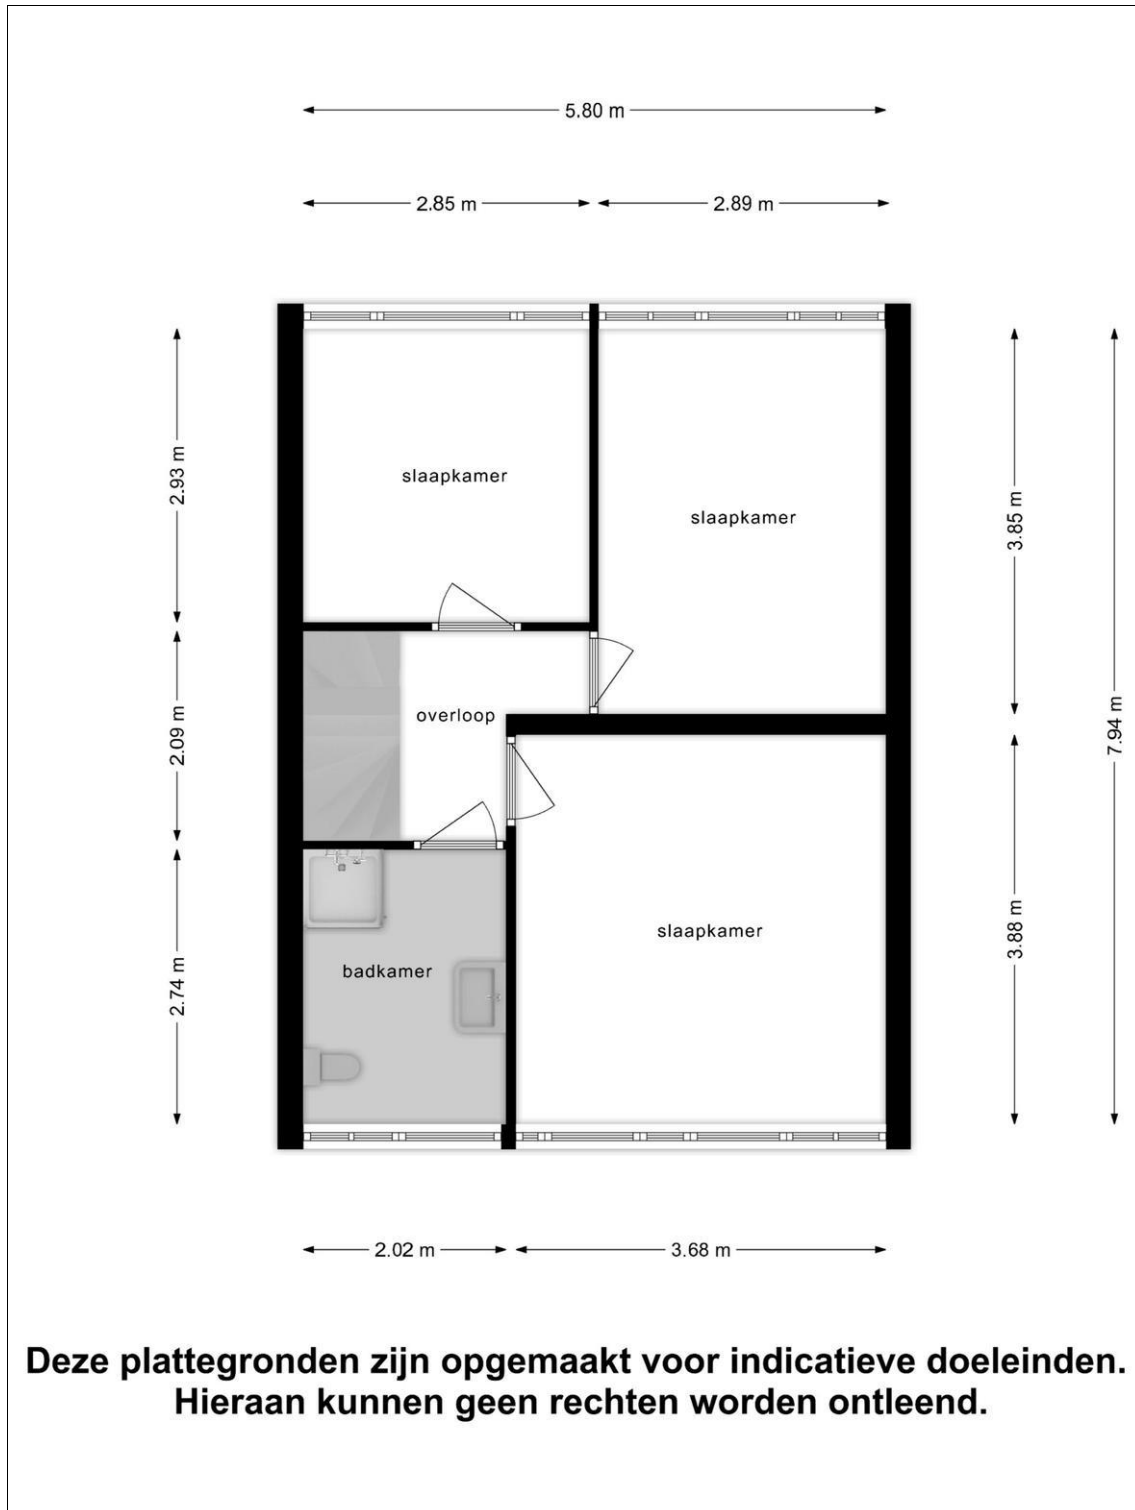 5.80 m
2.85 m
2.89 m
2.93 m
slaapkamer
slaapkamer
3.85 m
2.09 m
overloop
7.94 m
2.74 m
badkamer
slaapkamer
3.88 m
2.02 m
3.68 m
Deze plattegronden zijn opgemaakt voor indicatieve doeleinden.
Hieraan kunnen geen rechten worden ontleend.